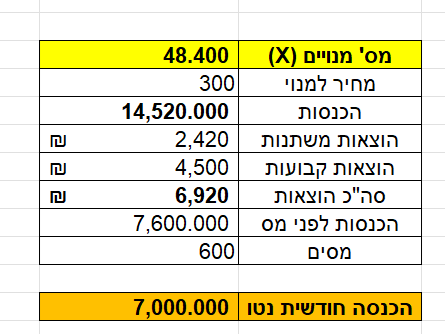 מס' מנויים (X) 48.400
מחיר למנוי 300
הכנסות 14,520.000
הוצאות משתנות 2,420 ₪
הוצאות קבועות 4,500 ₪
סה"כ הוצאות 6,920 ₪
הכנסות לפני מס 7,600.000
מסים 600
הכנסה חודשית נטו 7,000.000